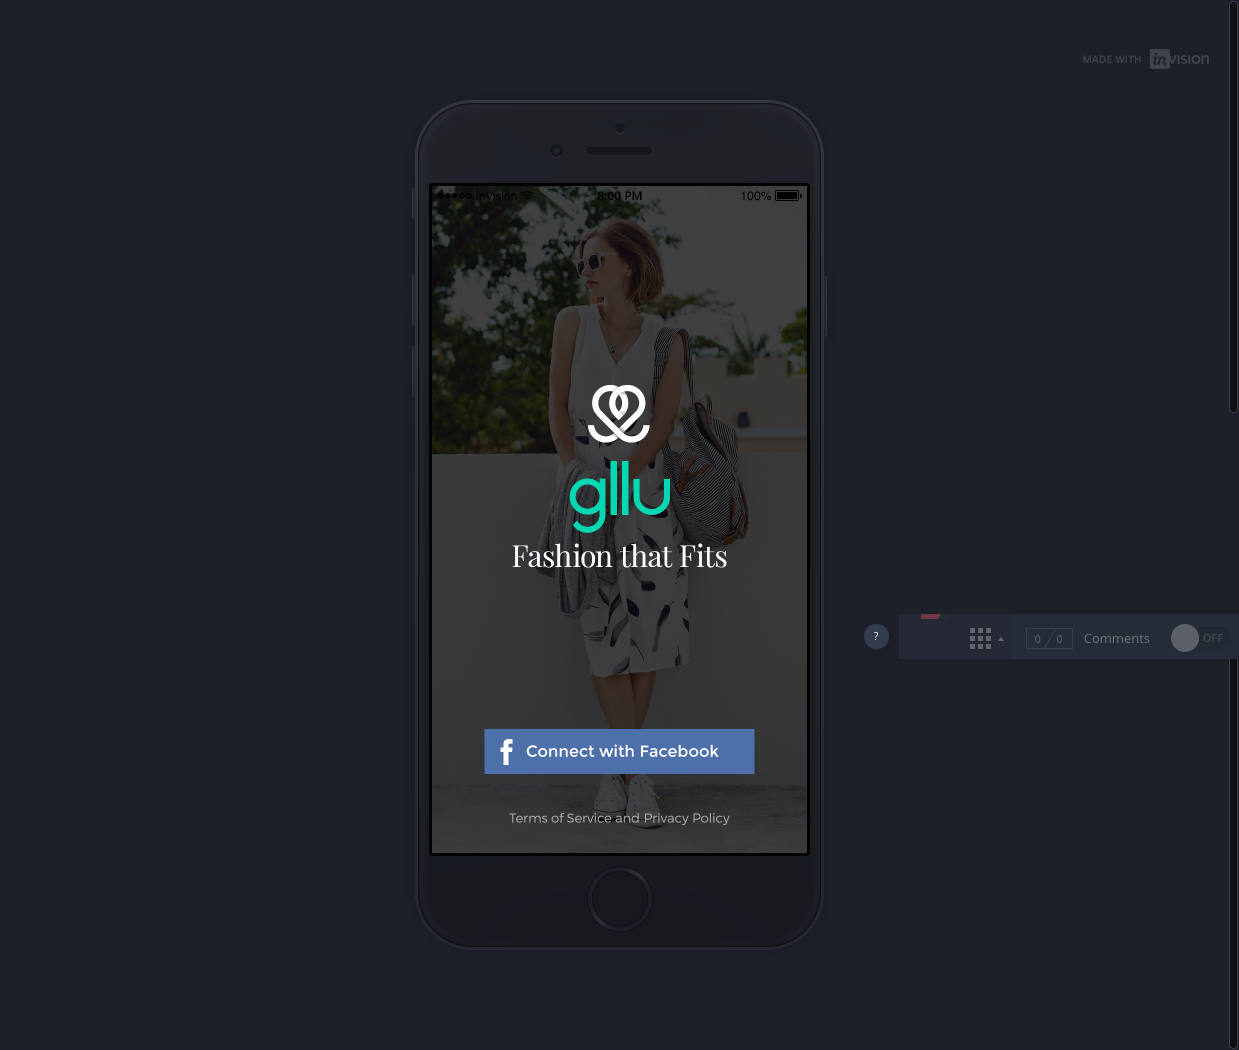 MADE WITH invision
InVision 8:00 PM 100%
gllu
Fashion that Fits
? 0 / 0 Comments OFF
f Connect with Facebook
Terms of Service and Privacy Policy